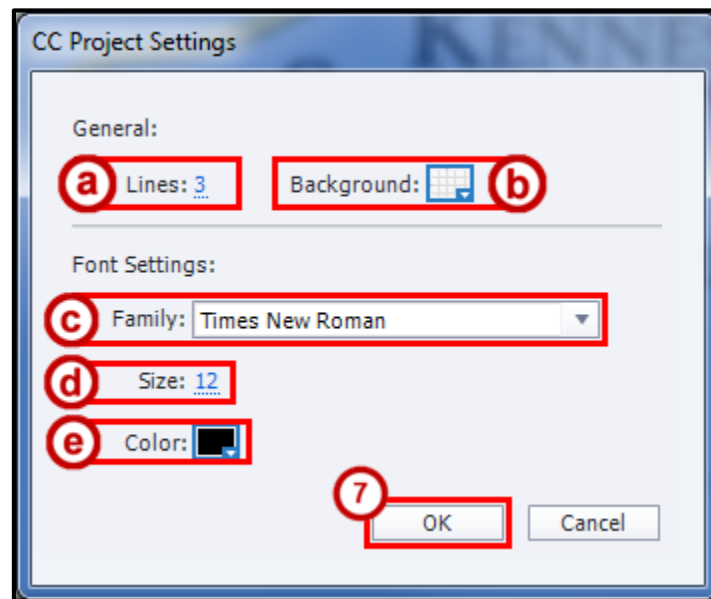 CC Project Settings
KENNES
General:
a Lines: 3 Background: b
Font Settings:
c Family: Times New Roman
d Size: 12
e Color:
7
OK Cancel